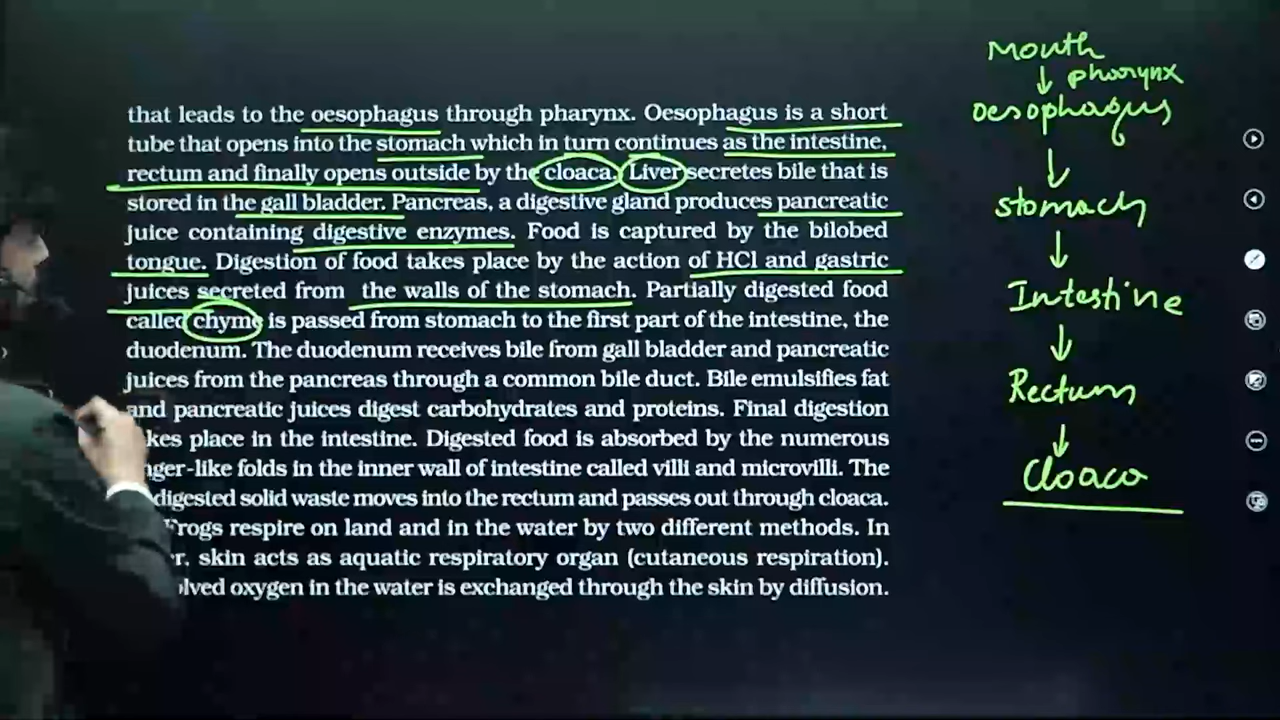 that leads to the oesophagus through pharynx. Oesophagus is a short
tube that opens into the stomach which in turn continues as the intestine,
rectum and finally opens outside by the cloaca. Liver secretes bile that is
stored in the gall bladder. Pancreas, a digestive gland produces pancreatic
juice containing digestive enzymes. Food is captured by the bilobed
tongue. Digestion of food takes place by the action of HCl and gastric
juices secreted from the walls of the stomach. Partially digested food
called chyme is passed from stomach to the first part of the intestine, the
duodenum. The duodenum receives bile from gall bladder and pancreatic
juices from the pancreas through a common bile duct. Bile emulsifies fat
and pancreatic juices digest carbohydrates and proteins. Final digestion
kes place in the intestine. Digested food is absorbed by the numerous
nger-like folds in the inner wall of intestine called villi and microvilli. The
digested solid waste moves into the rectum and passes out through cloaca.
Frogs respire on land and in the water by two different methods. In
r, skin acts as aquatic respiratory organ (cutaneous respiration).
lved oxygen in the water is exchanged through the skin by diffusion.
Mouth
pharynx
Oesophagus
stomach
Intestine
Rectum
Cloaca